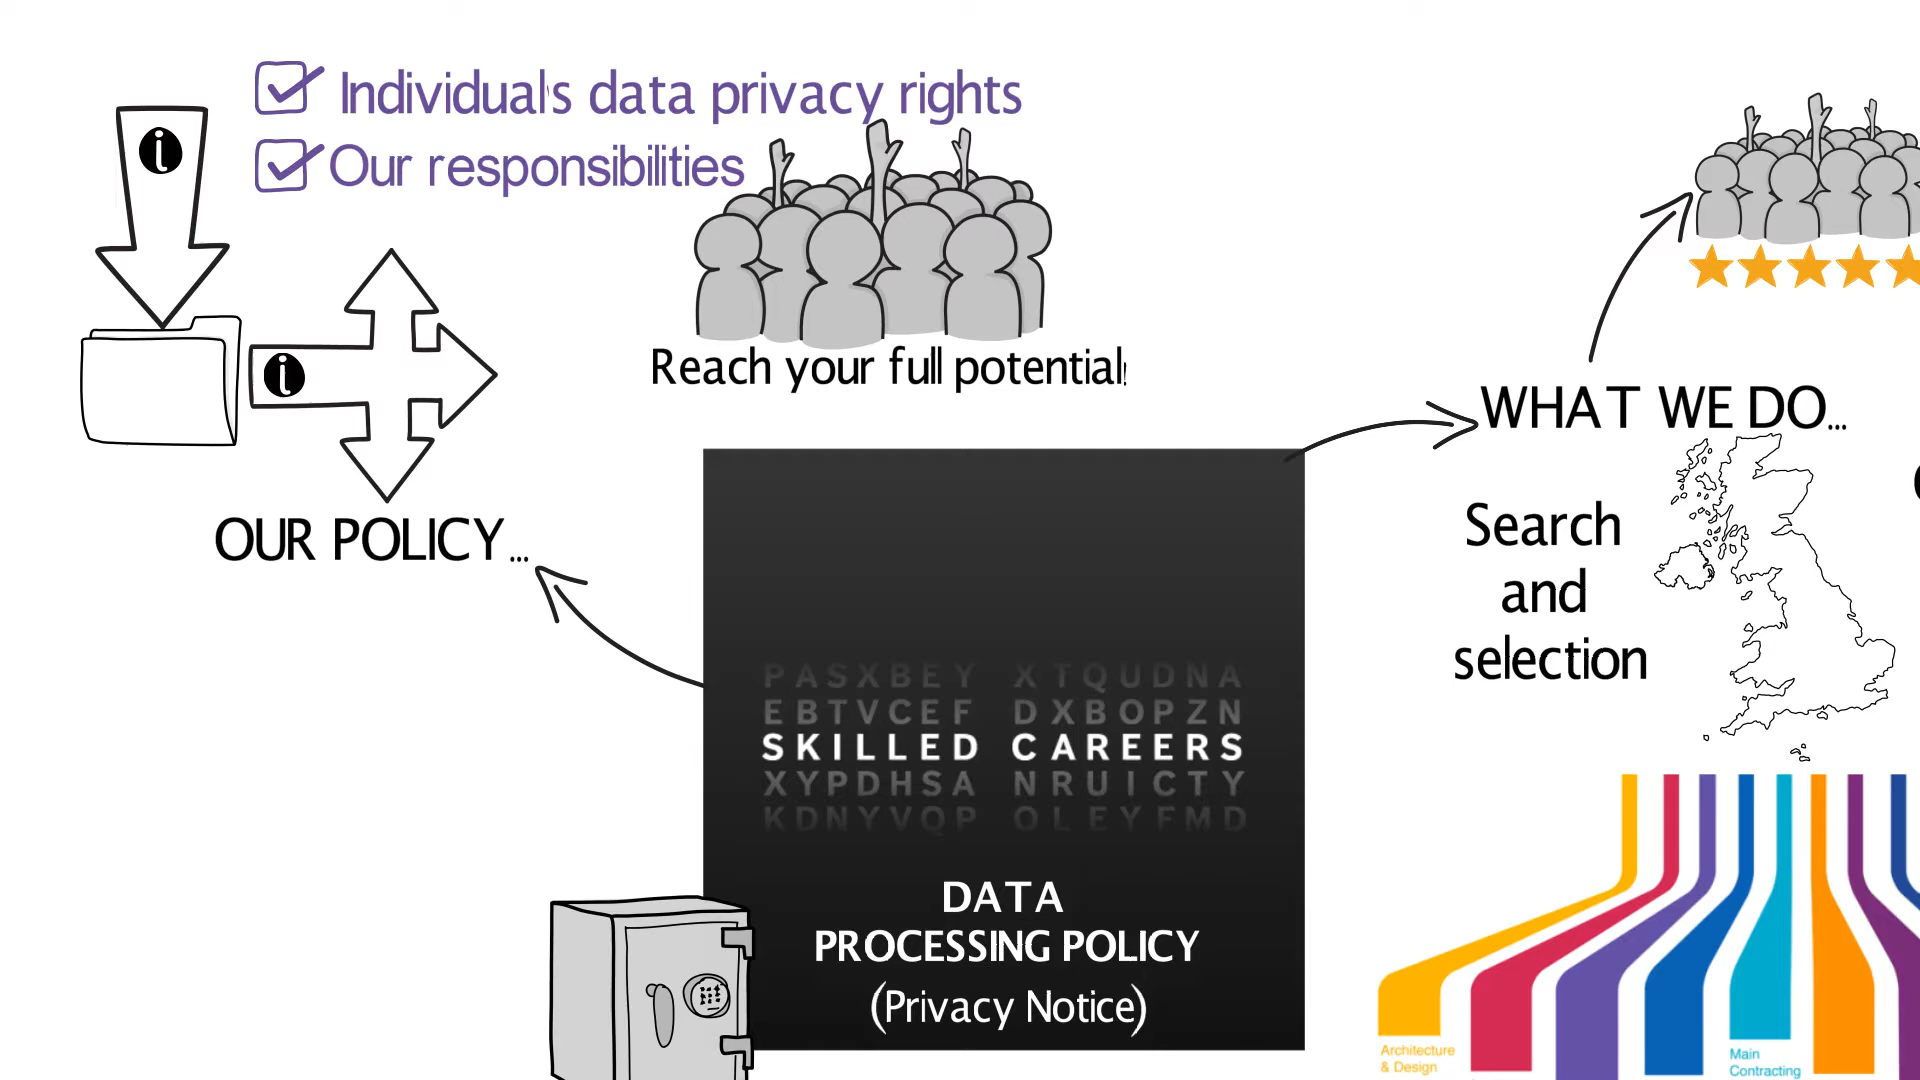 Individual's data privacy rights
Our responsibilities
Reach your full potential
OUR POLICY...
WHAT WE DO...
Search
and
selection
PASXBEY XTQUDNA
EBTVCEF DXBOPZN
SKILLED CAREERS
XYPDHSA NRUICTY
KDNYVQP OLEYFMD
DATA
PROCESSING POLICY
(Privacy Notice)
Architecture
& Design
Main
Contracting